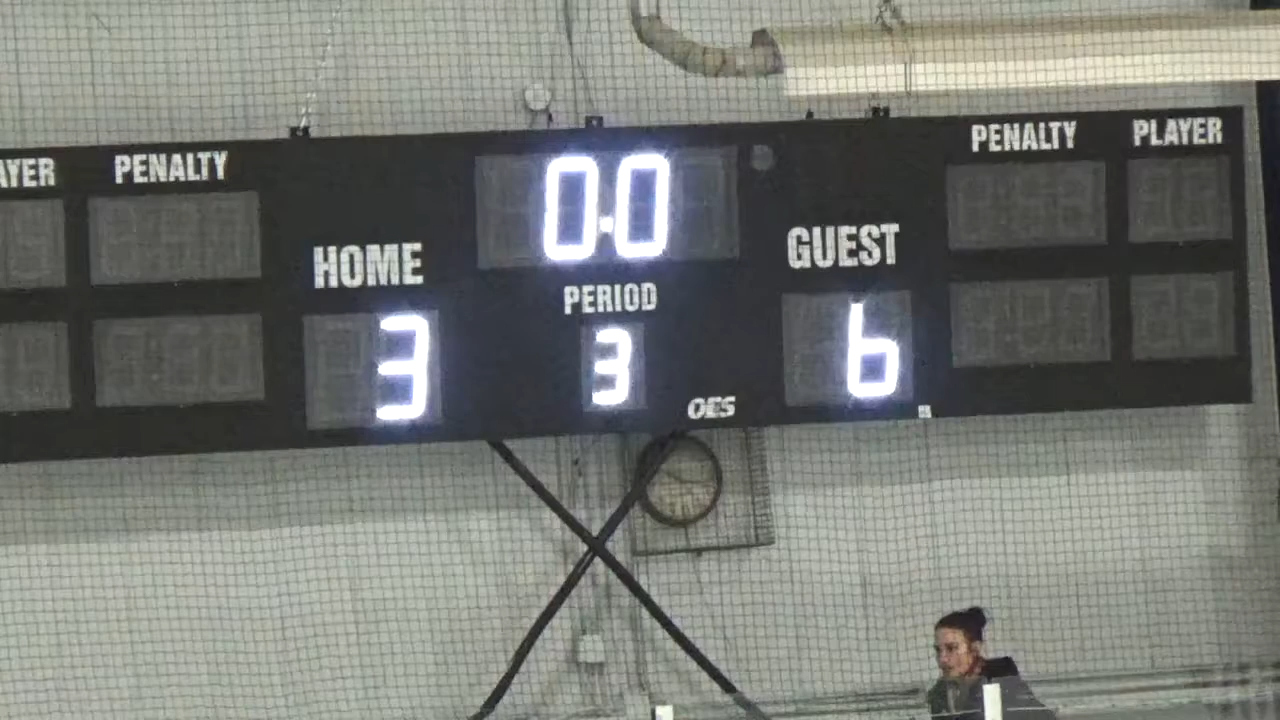 AYER PENALTY 0.0 PENALTY PLAYER
HOME GUEST
PERIOD
3 3 6
OES